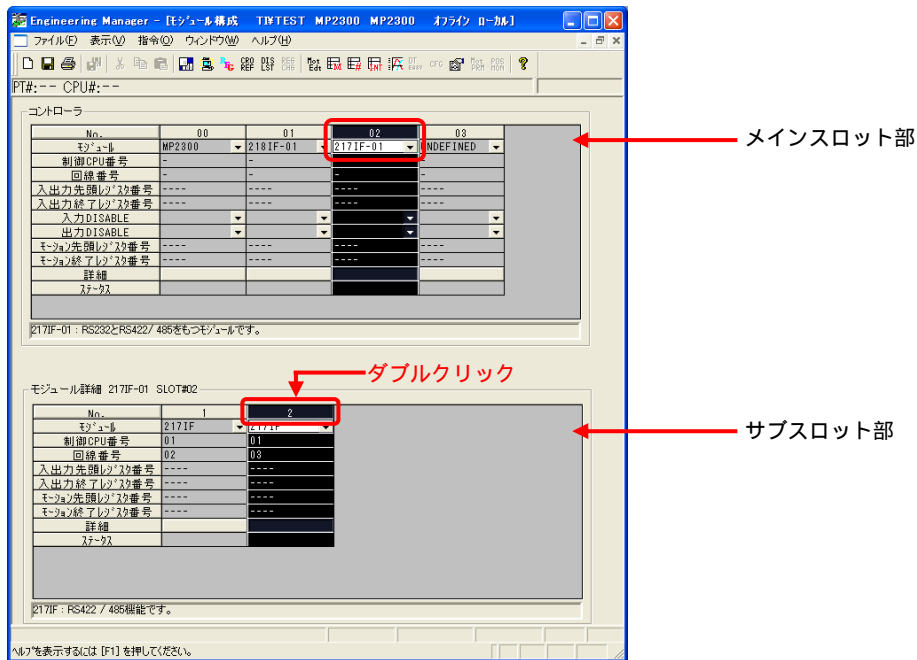 Engineering Manager - [ﾓｼﾞｭｰﾙ構成 TI¥TEST MP2300 MP2300 ｵﾌﾗｲﾝ ﾛｰｶﾙ]
ファイル(F) 表示(V) 指令(O) ウィンドウ(W) ヘルプ(H)
PT#:-- CPU#:--
コントローラ
メインスロット部
No. 00 01 02 03
ﾓｼﾞｭｰﾙ MP2300 218IF-01 217IF-01 UNDEFINED
制御CPU番号 - - - -
回線番号 - - - -
入出力先頭ﾚｼﾞｽﾀ番号 ---- ---- ---- ----
入出力終了ﾚｼﾞｽﾀ番号 ---- ---- ---- ----
入力DISABLE
出力DISABLE
ﾓｰｼｮﾝ先頭ﾚｼﾞｽﾀ番号 ---- ---- ---- ----
ﾓｰｼｮﾝ終了ﾚｼﾞｽﾀ番号 ---- ---- ---- ----
詳細
ｽﾃｰﾀｽ
217IF-01 : RS232とRS422/ 485をもつモジュールです。
ダブルクリック
モジュール詳細 217IF-01 SLOT#02
サブスロット部
No. 1 2
ﾓｼﾞｭｰﾙ 217IF 217IF
制御CPU番号 01 01
回線番号 02 03
入出力先頭ﾚｼﾞｽﾀ番号 ---- ----
入出力終了ﾚｼﾞｽﾀ番号 ---- ----
ﾓｰｼｮﾝ先頭ﾚｼﾞｽﾀ番号 ---- ----
ﾓｰｼｮﾝ終了ﾚｼﾞｽﾀ番号 ---- ----
詳細
ｽﾃｰﾀｽ
217IF : RS422 / 485機能です。
ﾍﾙﾌﾟを表示するには [F1] を押してください。